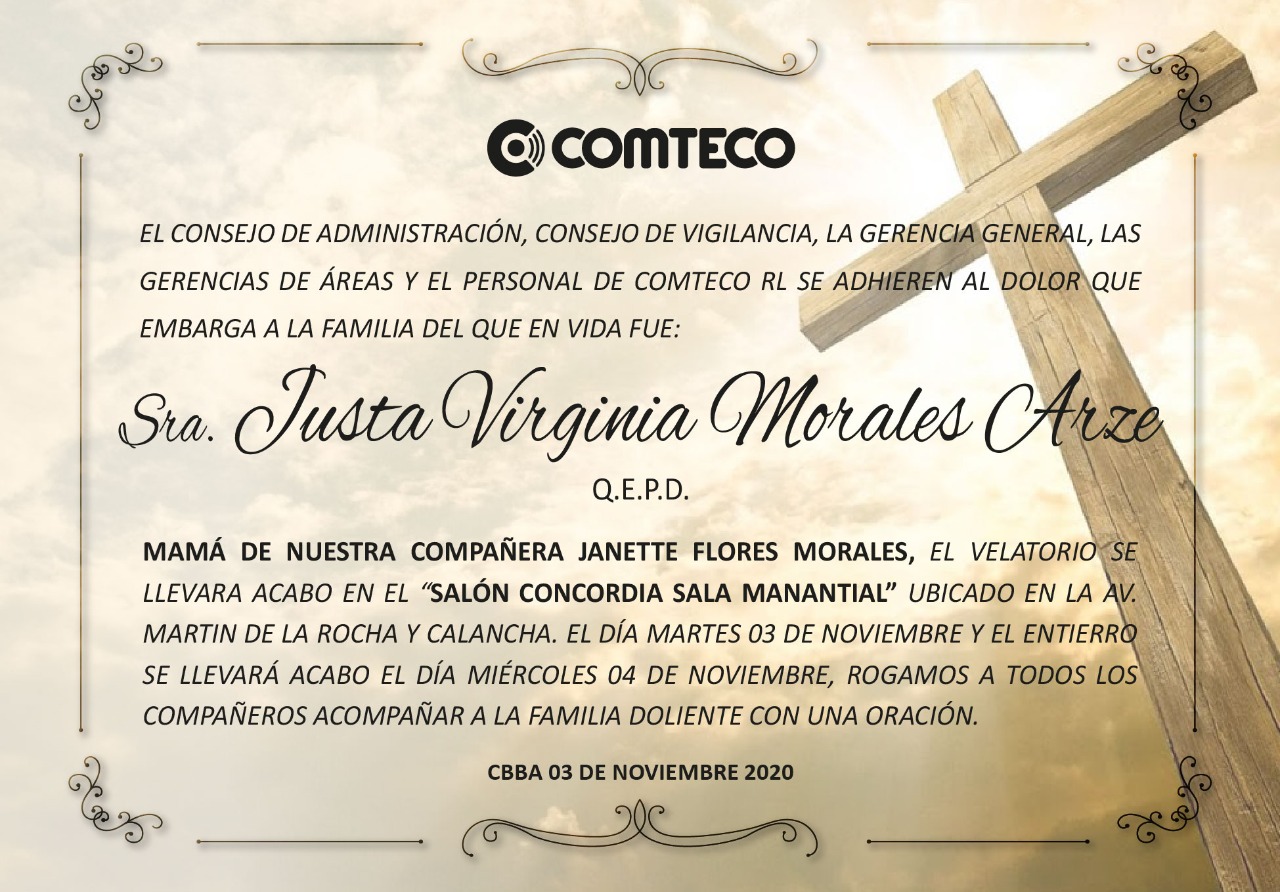 COMTECO
EL CONSEJO DE ADMINISTRACIÓN, CONSEJO DE VIGILANCIA, LA GERENCIA GENERAL, LAS
GERENCIAS DE ÁREAS Y EL PERSONAL DE COMTECO RL SE ADHIEREN AL DOLOR QUE
EMBARGA A LA FAMILIA DEL QUE EN VIDA FUE:
Sra. Justa Virginia Morales Arze
Q.E.P.D.
MAMÁ DE NUESTRA COMPAÑERA JANETTE FLORES MORALES, EL VELATORIO SE
LLEVARA ACABO EN EL “SALÓN CONCORDIA SALA MANANTIAL” UBICADO EN LA AV.
MARTIN DE LA ROCHA Y CALANCHA. EL DÍA MARTES 03 DE NOVIEMBRE Y EL ENTIERRO
SE LLEVARÁ ACABO EL DÍA MIÉRCOLES 04 DE NOVIEMBRE, ROGAMOS A TODOS LOS
COMPAÑEROS ACOMPAÑAR A LA FAMILIA DOLIENTE CON UNA ORACIÓN.
CBBA 03 DE NOVIEMBRE 2020